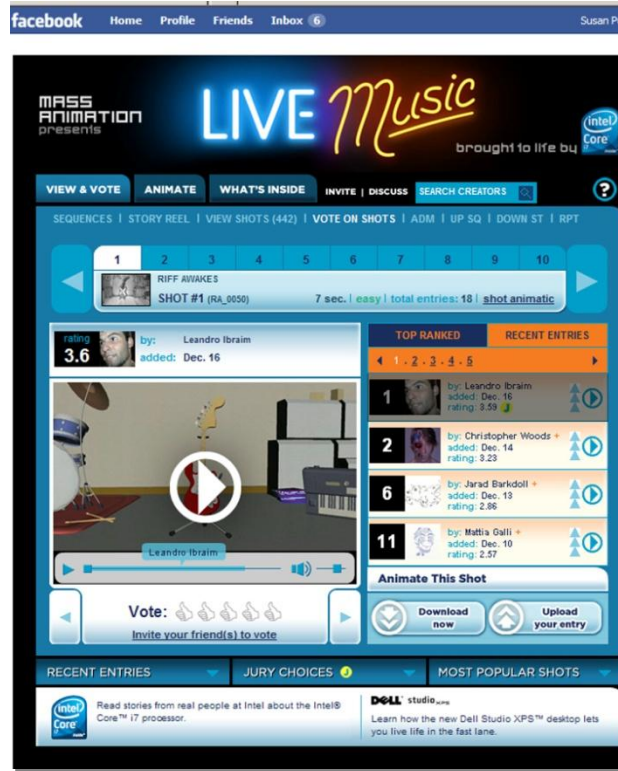 facebook Home Profile Friends Inbox 6 Susan P
MASS
ANIMATION
presents
LIVE Music
brought to life by
intel
Core
i7
VIEW & VOTE ANIMATE WHAT'S INSIDE INVITE | DISCUSS SEARCH CREATORS ?
SEQUENCES | STORY REEL | VIEW SHOTS (442) | VOTE ON SHOTS | ADM | UP SQ | DOWN ST | RPT
1 2 3 4 5 6 7 8 9 10
RIFF AWAKES
SHOT #1 (RA_0050) 7 sec. | easy | total entries: 18 | shot animatic
rating
3.6
by: Leandro Ibraim
added: Dec. 16
Leandro Ibraim
Vote:
Invite your friend(s) to vote
TOP RANKED RECENT ENTRIES
1 . 2 . 3 . 4 . 5
1
by: Leandro Ibraim
added: Dec. 16
rating: 3.59 J
2
by: Christopher Woods +
added: Dec. 14
rating: 3.23
6
by: Jarad Barkdoll +
added: Dec. 13
rating: 2.86
11
by: Mattia Galli +
added: Dec. 10
rating: 2.57
Animate This Shot
Download
now
Upload
your entry
RECENT ENTRIES JURY CHOICES J MOST POPULAR SHOTS
intel
Core
Read stories from real people at Intel about the Intel®
Core™ i7 processor.
DELL studio XPS
Learn how the new Dell Studio XPS™ desktop lets
you live life in the fast lane.